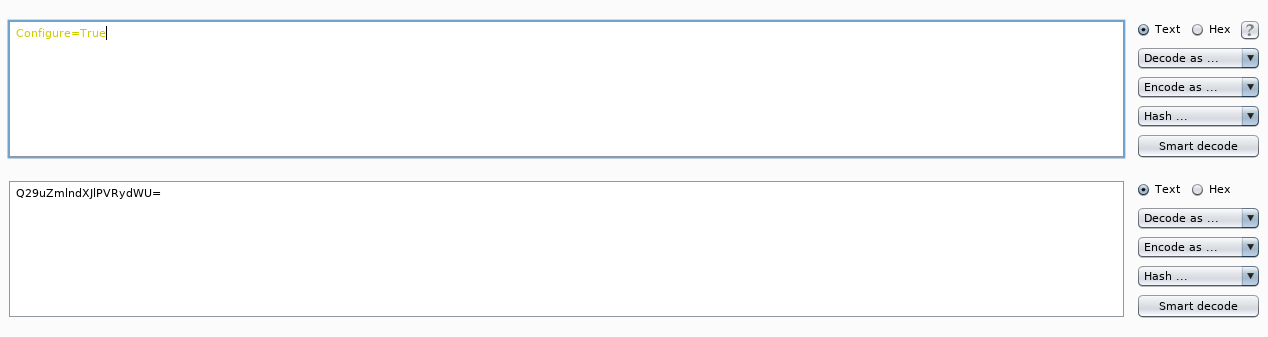 Configure=True
Text Hex ?
Decode as ...
Encode as ...
Hash ...
Smart decode
Q29uZmlndXJlPVRydWU=
Text Hex
Decode as ...
Encode as ...
Hash ...
Smart decode